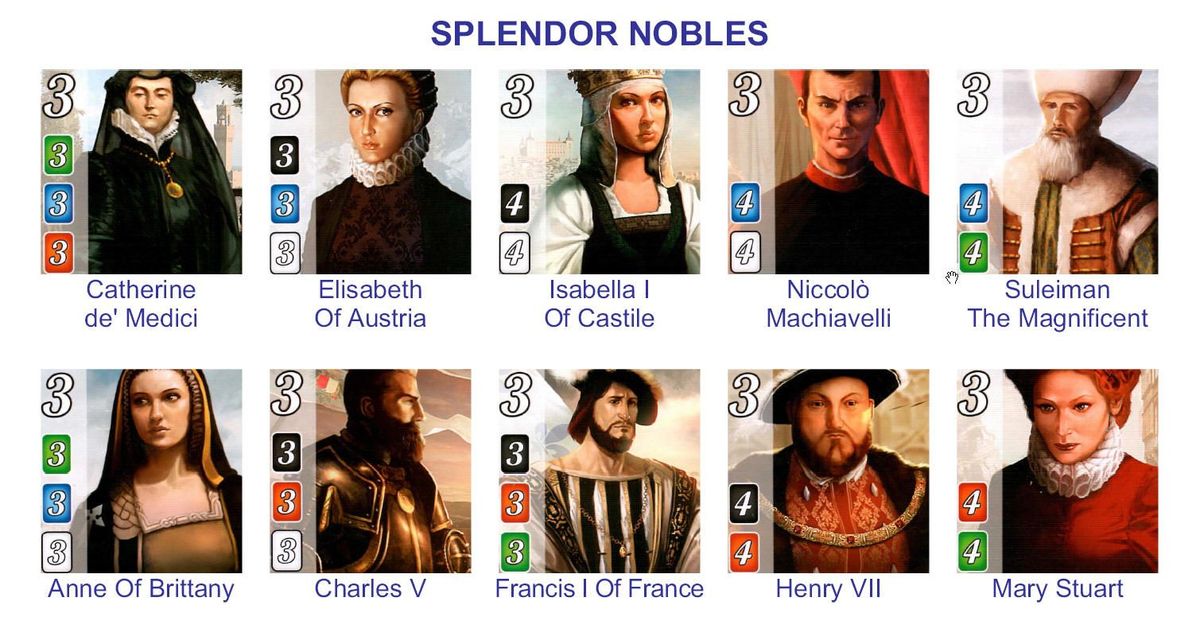 SPLENDOR NOBLES
3
3
3
3
Catherine
de' Medici
3
3
3
3
Elisabeth
Of Austria
3
4
4
Isabella I
Of Castile
3
4
4
Niccolò
Machiavelli
3
4
4
Suleiman
The Magnificent
3
3
3
3
Anne Of Brittany
3
3
3
3
Charles V
3
3
3
3
Francis I Of France
3
4
4
Henry VII
3
4
4
Mary Stuart